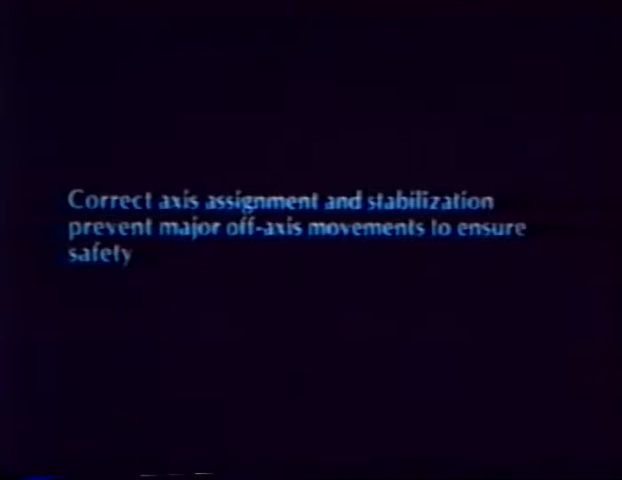 Correct axis assignment and stabilization
prevent major off-axis movements to ensure
safety